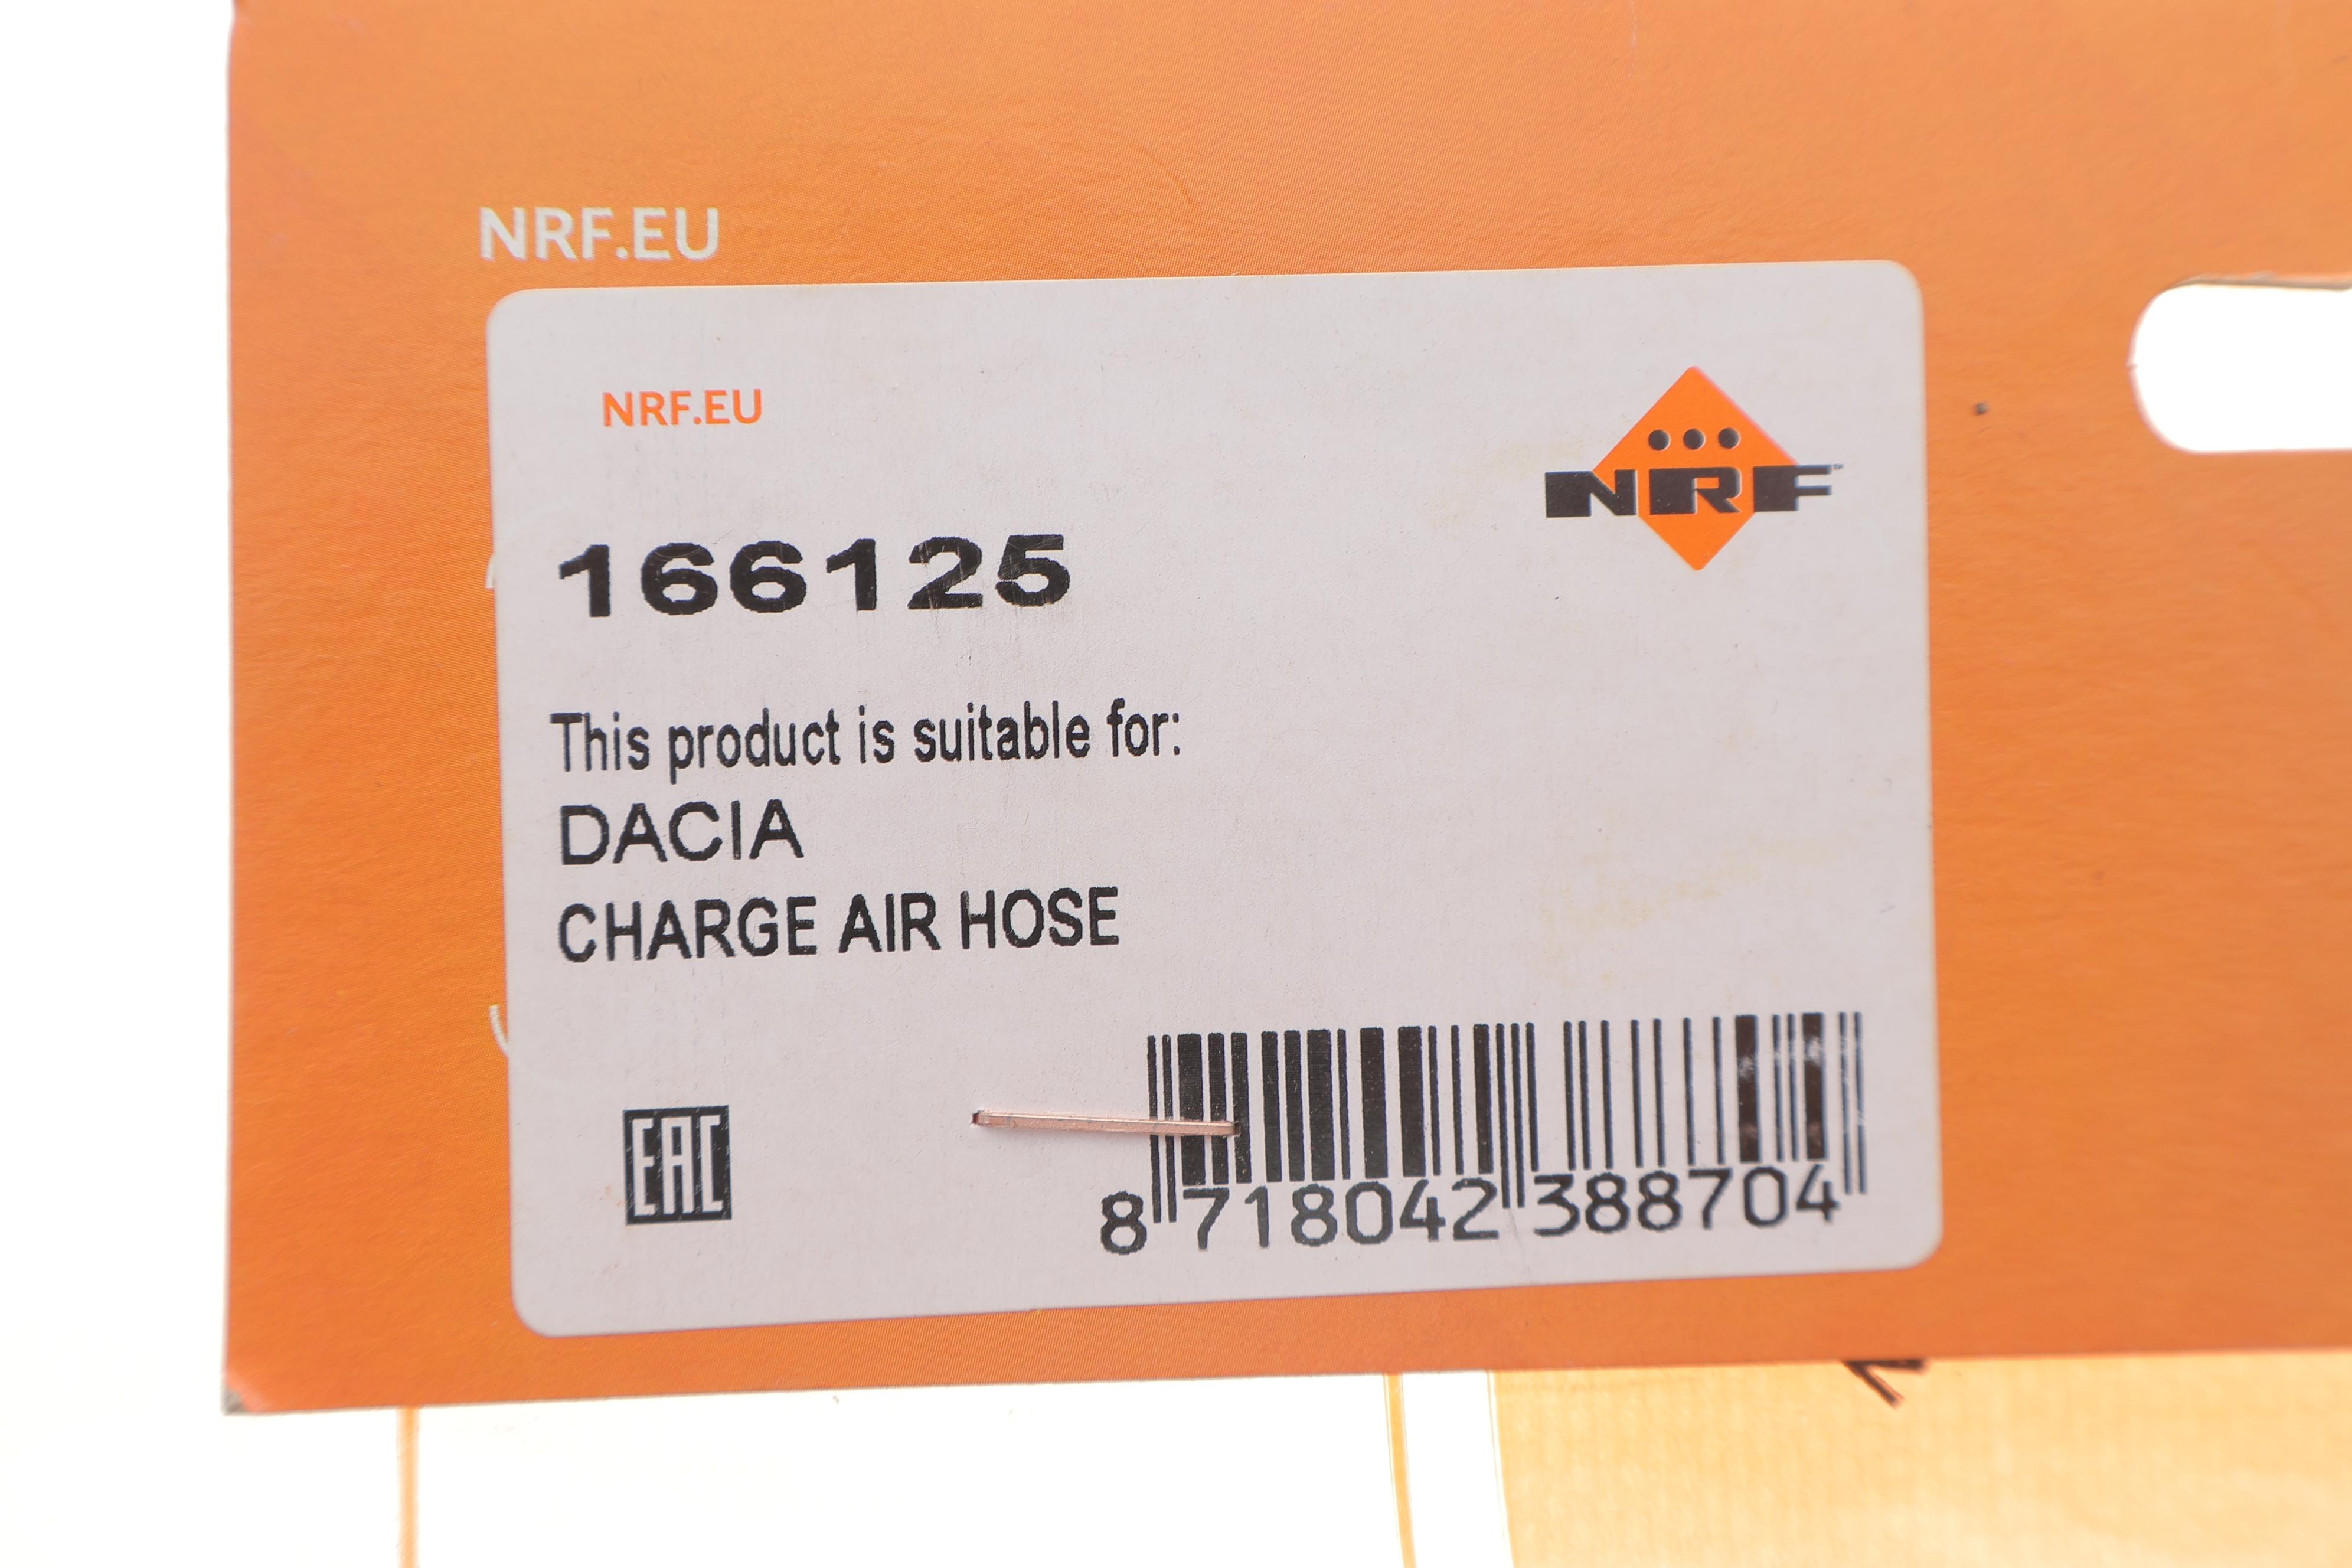 NRF.EU
NRF.EU
NRF
166125
This product is suitable for:
DACIA
CHARGE AIR HOSE
EAC
8 718042 388704